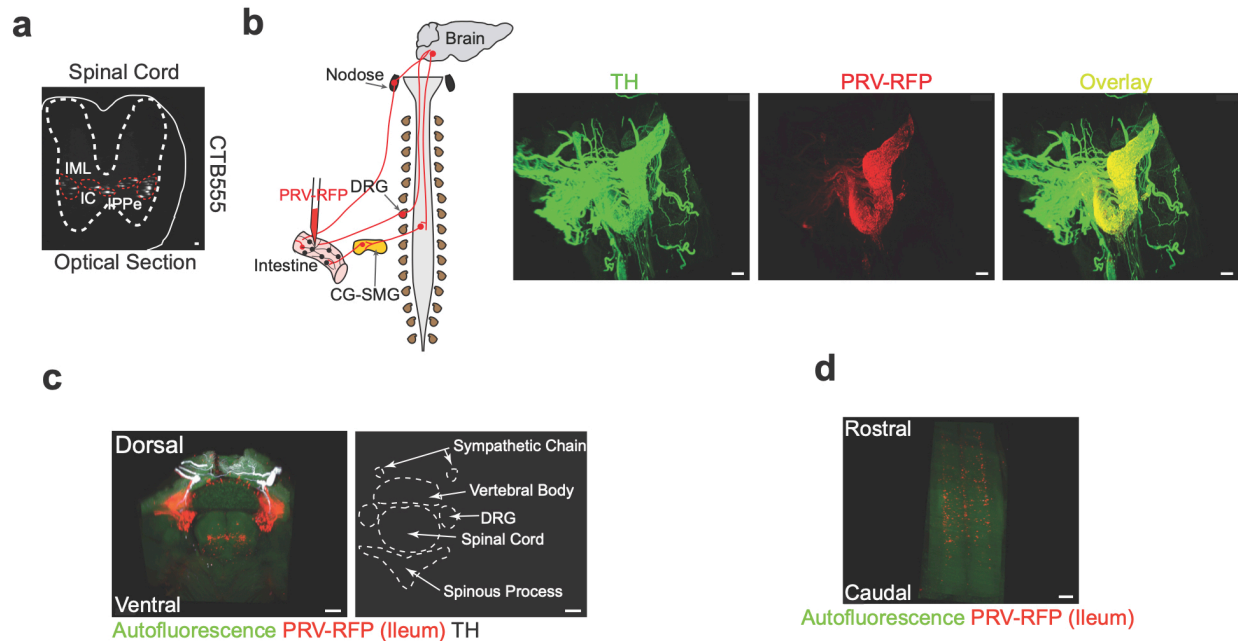 a
Spinal Cord
IML
IC
IPPe
CTB555
Optical Section
b
Brain
Nodose
PRV-RFP
DRG
Intestine
CG-SMG
TH
PRV-RFP
Overlay
c
Dorsal
Ventral
Sympathetic Chain
Vertebral Body
DRG
Spinal Cord
Spinous Process
Autofluorescence PRV-RFP (Ileum) TH
d
Rostral
Caudal
Autofluorescence PRV-RFP (Ileum)